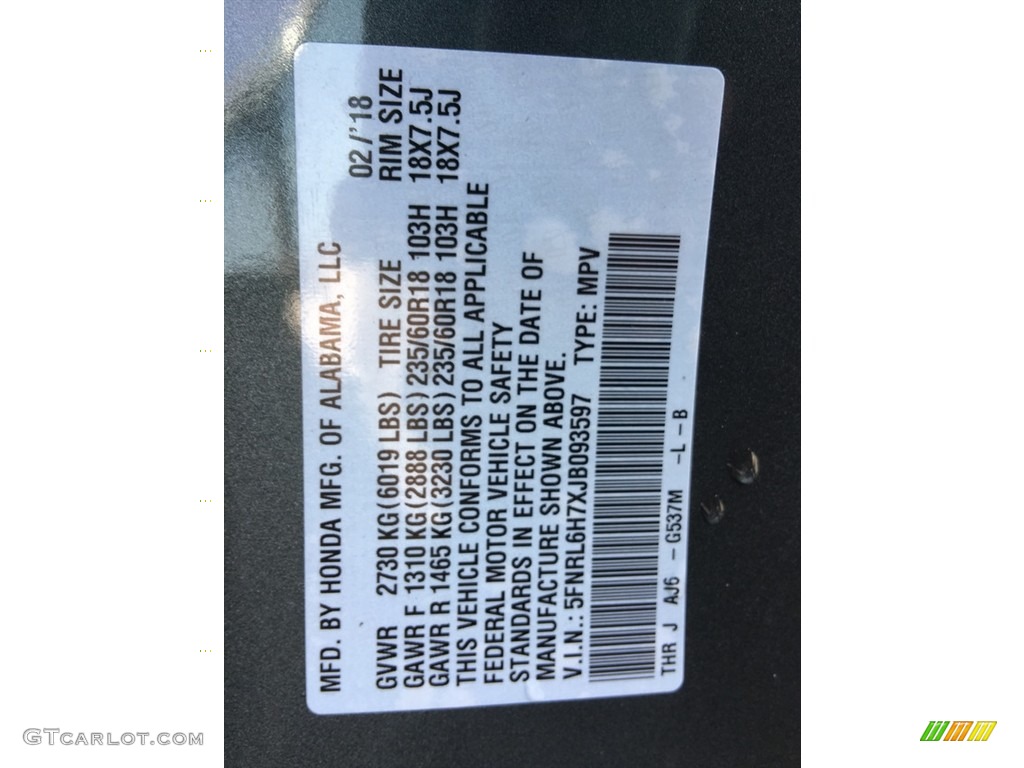 MFD. BY HONDA MFG. OF ALABAMA, LLC 02/'18
GVWR 2730 KG(6019 LBS) TIRE SIZE RIM SIZE
GAWR F 1310 KG(2888 LBS)235/60R18 103H 18X7.5J
GAWR R 1465 KG(3230 LBS)235/60R18 103H 18X7.5J
THIS VEHICLE CONFORMS TO ALL APPLICABLE
FEDERAL MOTOR VEHICLE SAFETY
STANDARDS IN EFFECT ON THE DATE OF
MANUFACTURE SHOWN ABOVE.
V.I.N.: 5FNRL6H7XJB093597 TYPE: MPV
THR J AJ6 - G537M -L - B
GTCARLOT.COM